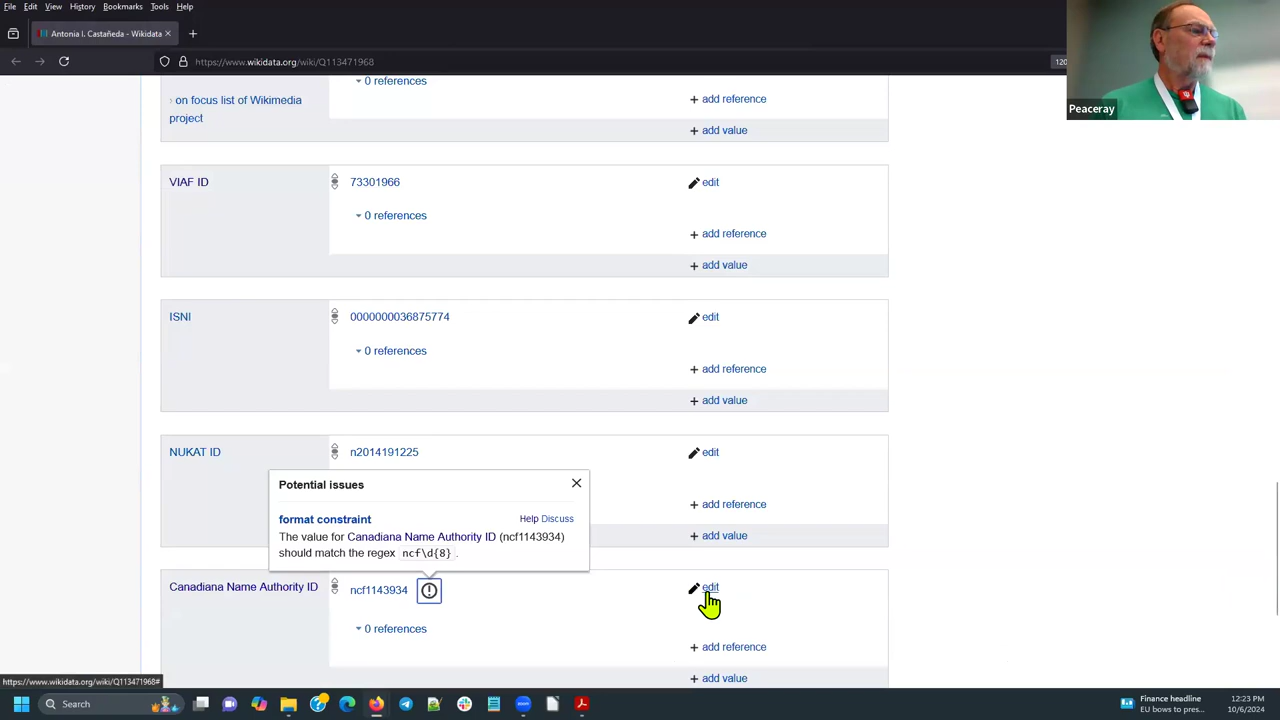 File Edit View History Bookmarks Tools Help
Antonia I. Castañeda - Wikidata
https://www.wikidata.org/wiki/Q113471968
120
Peaceray
0 references
add reference
on focus list of Wikimedia
project
add value
VIAF ID
73301966
edit
0 references
add reference
add value
ISNI
0000000036875774
edit
0 references
add reference
add value
NUKAT ID
n2014191225
edit
add reference
add value
Potential issues
format constraint
Help Discuss
The value for Canadiana Name Authority ID (ncf1143934)
should match the regex ncf\d{8} .
Canadiana Name Authority ID
ncf1143934
edit
0 references
add reference
add value
https://www.wikidata.org/wiki/Q113471968#
Search
Finance headline
EU bows to pres...
12:23 PM
10/6/2024